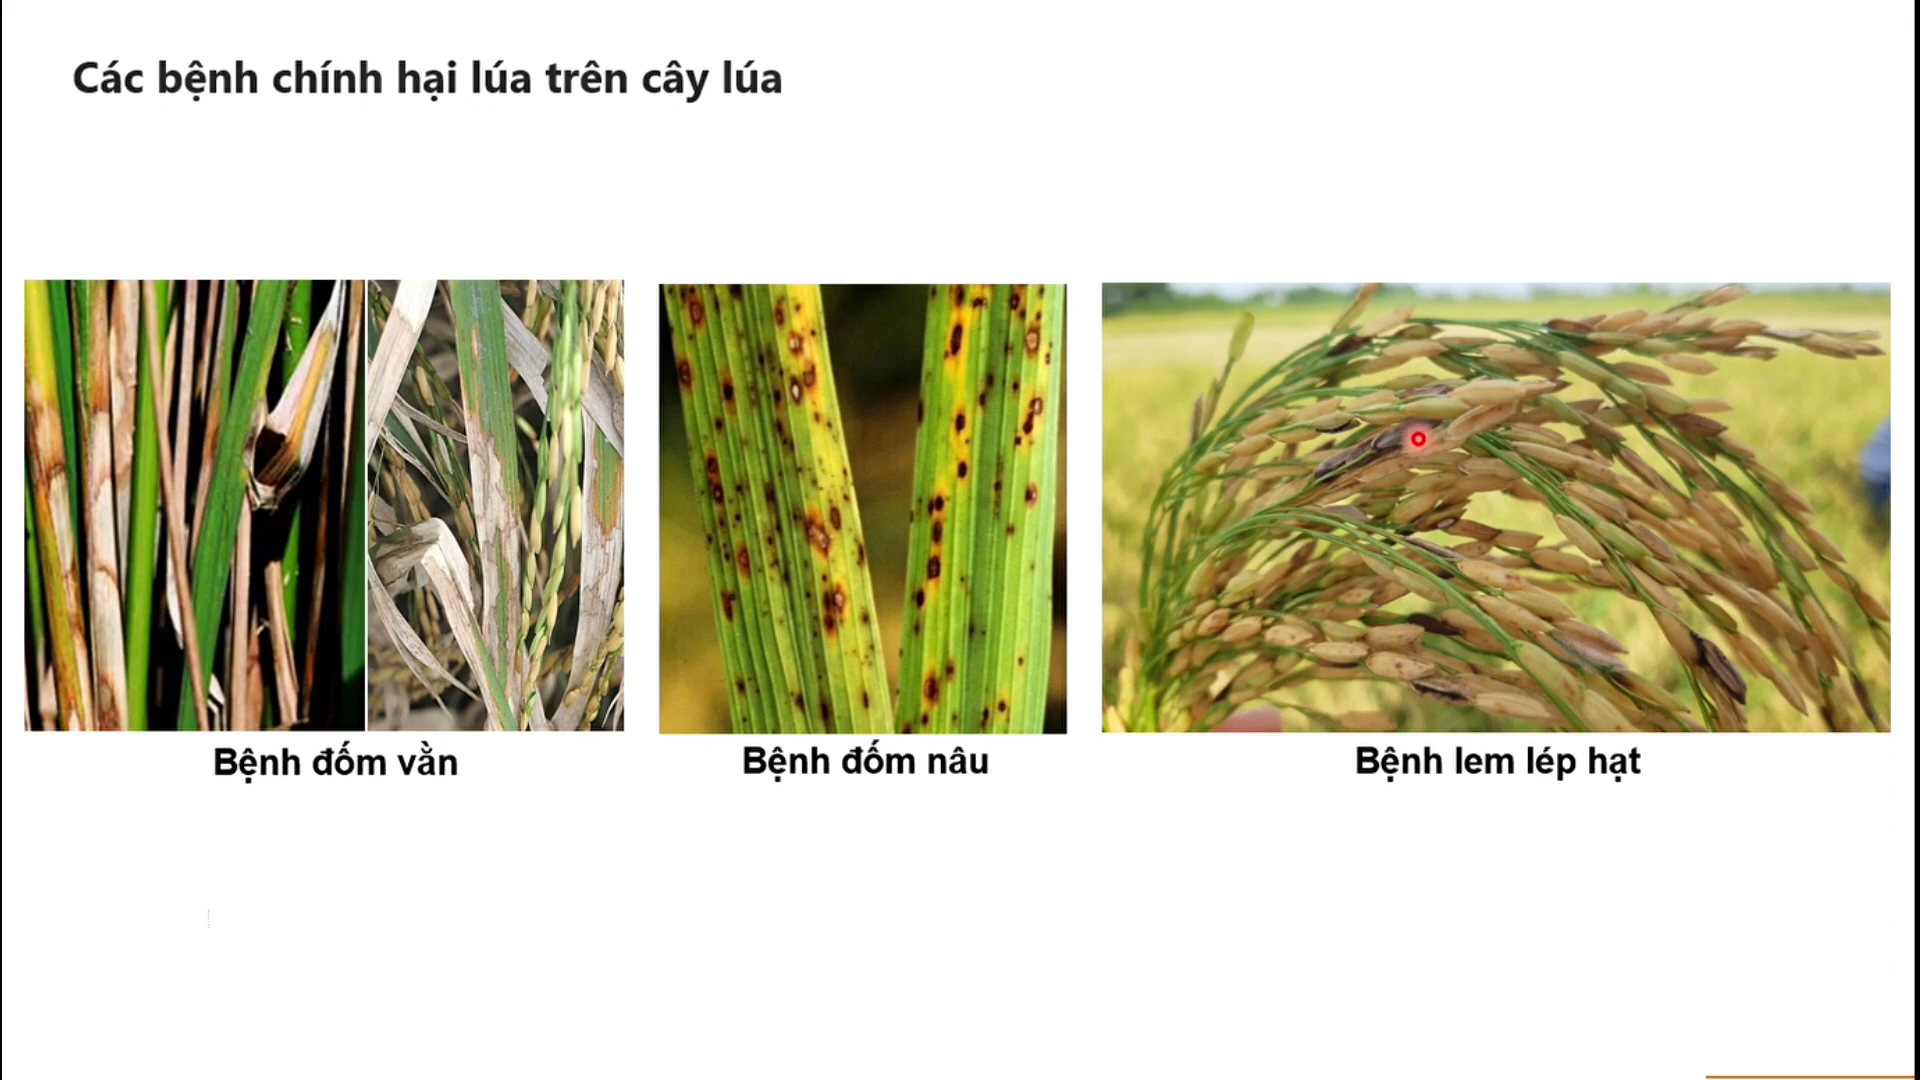 Các bệnh chính hại lúa trên cây lúa
Bệnh đốm vằn
Bệnh đốm nâu
Bệnh lem lép hạt